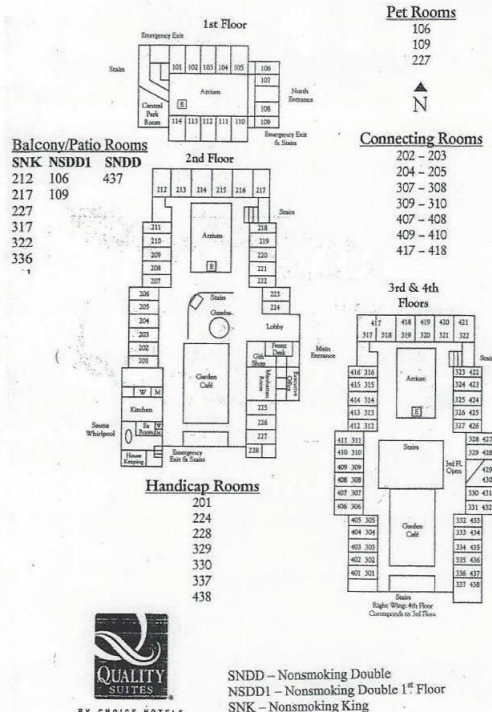 1st Floor
Emergency Exit
Stairs
101 102 103 104 105
106
107
Atrium
E
North
Entrance
Central
Park
Room
108
109
114 113 112 111 110
Emergency Exit
& Stairs
Pet Rooms
106
109
227
N
Balcony/Patio Rooms
SNK NSDD1 SNDD
212 106 437
217 109
227
317
322
336
Connecting Rooms
202 – 203
204 – 205
307 – 308
309 – 310
407 – 408
409 – 410
417 – 418
2nd Floor
212 213 214 215 216 217
Stairs
211
210
209
208
207
Atrium
E
218
219
220
221
222
206
205
204
203
202
201
Stairs
223
224
Lobby
Front
Desk
Gift
Shop
Main
Entrance
Executive
Office
Garden
Café
W M
Kitchen
Sauna
Whirlpool
Ex
Room
House
Keeping
225
226
227
228
Emergency
Exit & Stairs
3rd & 4th
Floors
417 418 419 420 421
317 318 319 320 321 322
Stairs
416 316
415 315
414 314
413 313
412 312
Atrium
E
323 422
324 423
325 424
326 425
327 426
411 311
410 310
409 309
408 308
407 307
406 306
Stairs
3rd Fl.
Open
328 427
329 428
429
430
330 431
331 432
405 305
404 304
403 303
402 302
401 301
Garden
Café
332 433
333 434
334 435
335 436
336 437
337 438
Stairs
Right Wing: 4th Floor
Corresponds to 3rd Floor
Handicap Rooms
201
224
228
329
330
337
438
QUALITY
SUITES
BY CHOICE HOTELS
SNDD – Nonsmoking Double
NSDD1 – Nonsmoking Double 1st Floor
SNK – Nonsmoking King